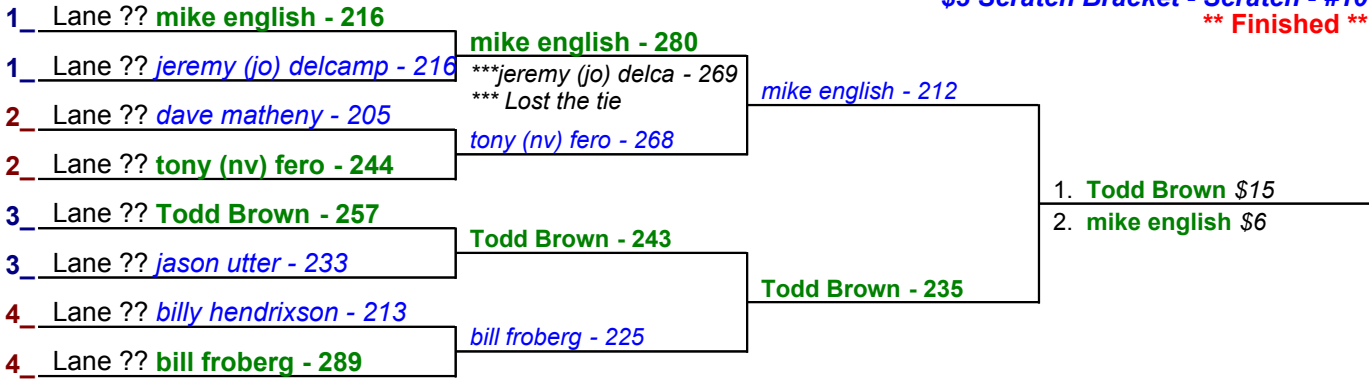 Scratch Bracket - Scratch -
** Finished **
1_ Lane ?? mike english - 216
1_ Lane ?? jeremy (jo) delcamp - 216
2_ Lane ?? dave matheny - 205
2_ Lane ?? tony (nv) fero - 244
3_ Lane ?? Todd Brown - 257
3_ Lane ?? jason utter - 233
4_ Lane ?? billy hendrixson - 213
4_ Lane ?? bill froberg - 289
mike english - 280
***jeremy (jo) delca - 269
*** Lost the tie
tony (nv) fero - 268
Todd Brown - 243
bill froberg - 225
mike english - 212
Todd Brown - 235
1. Todd Brown $15
2. mike english $6